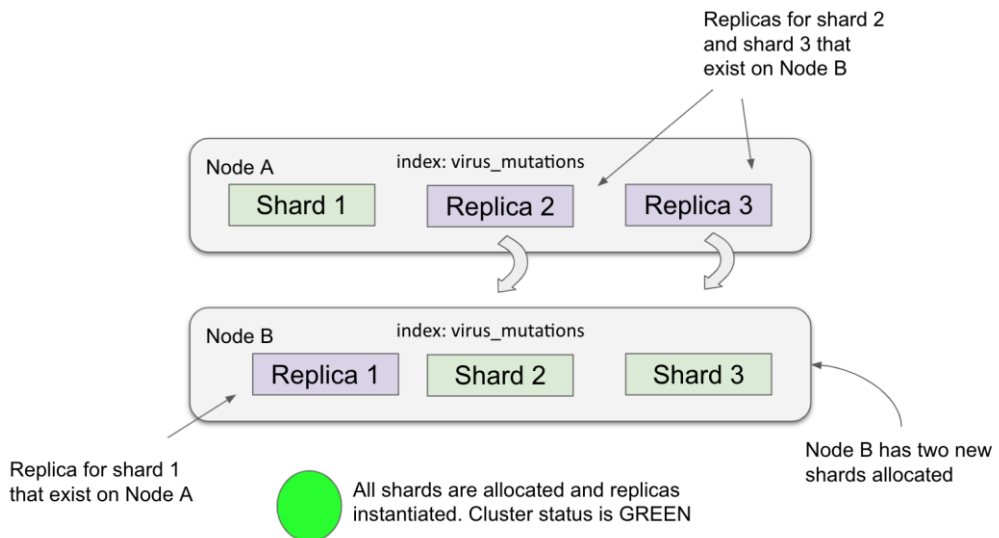 Replicas for shard 2
and shard 3 that
exist on Node B
Node A
index: virus_mutations
Shard 1
Replica 2
Replica 3
Node B
index: virus_mutations
Replica 1
Shard 2
Shard 3
Replica for shard 1
that exist on Node A
Node B has two new
shards allocated
All shards are allocated and replicas
instantiated. Cluster status is GREEN